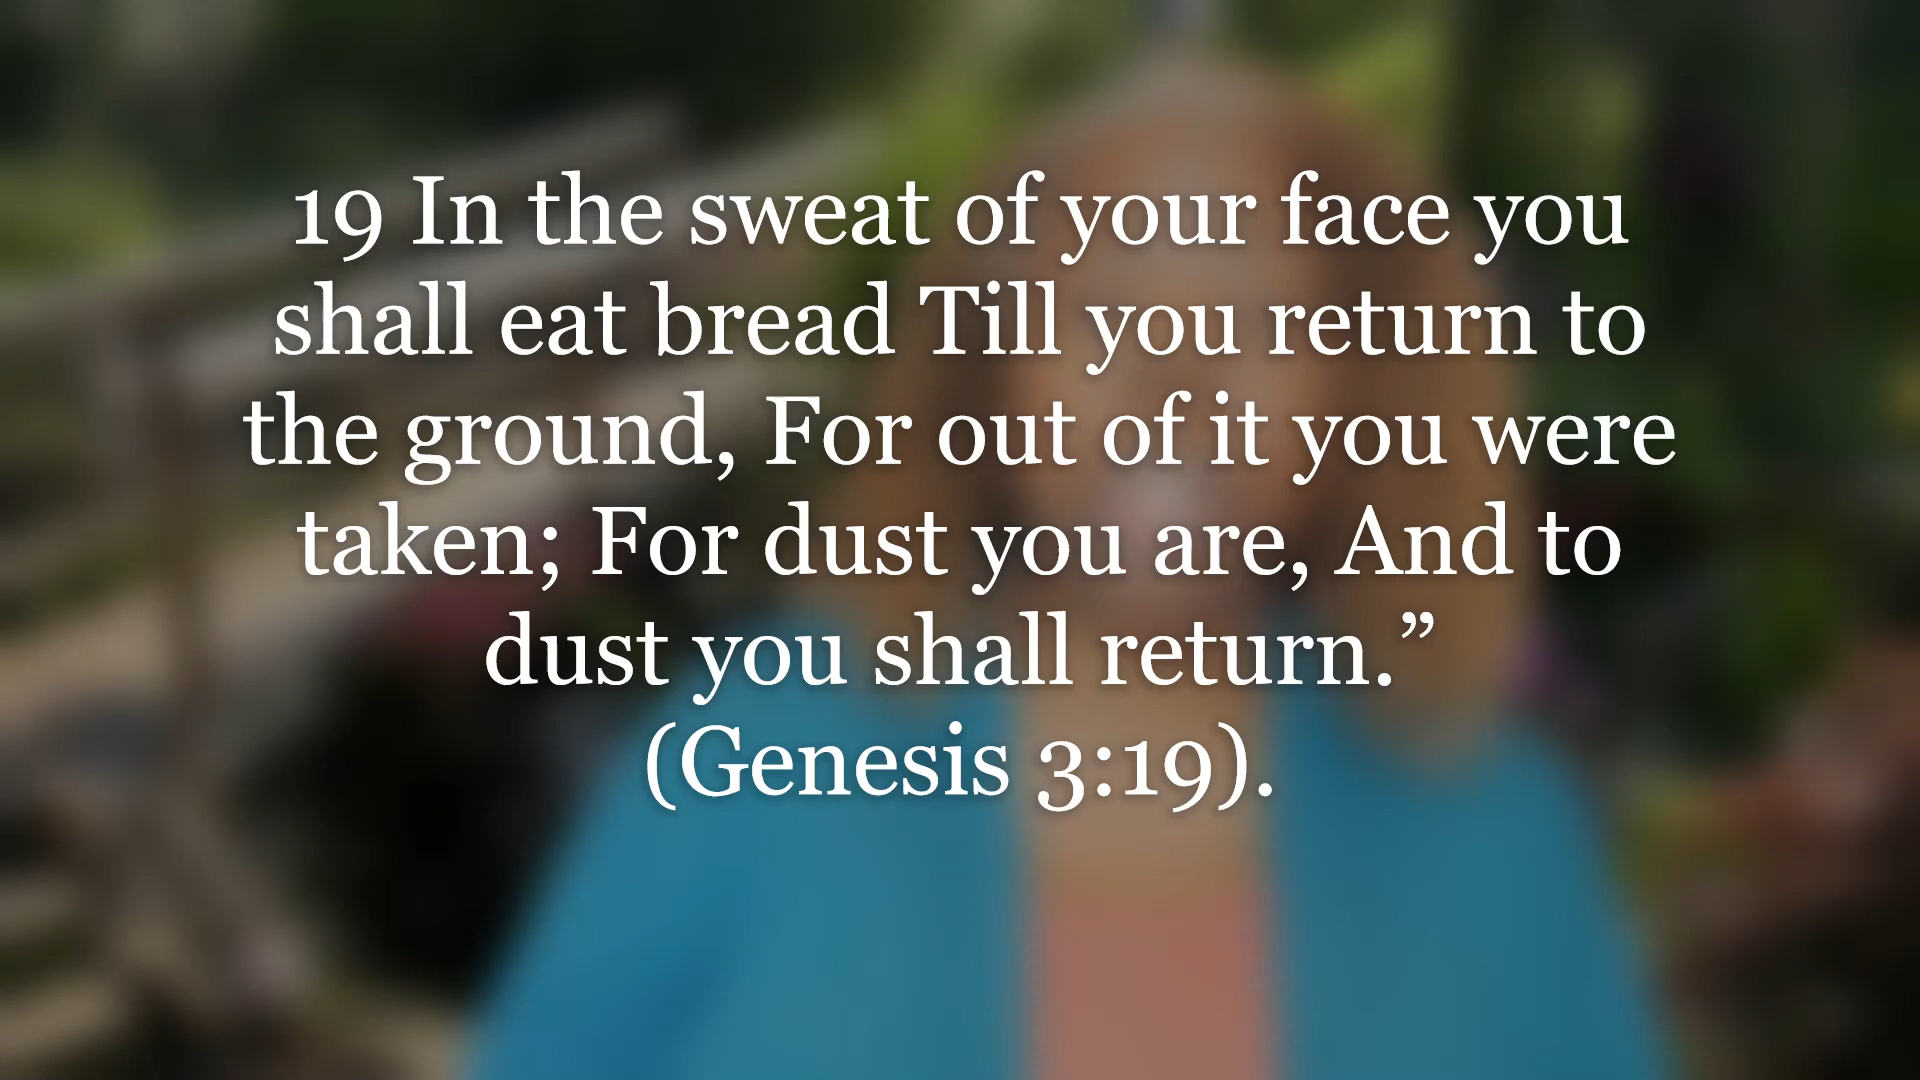 19 In the sweat of your face you
shall eat bread Till you return to
the ground, For out of it you were
taken; For dust you are, And to
dust you shall return.”
(Genesis 3:19).